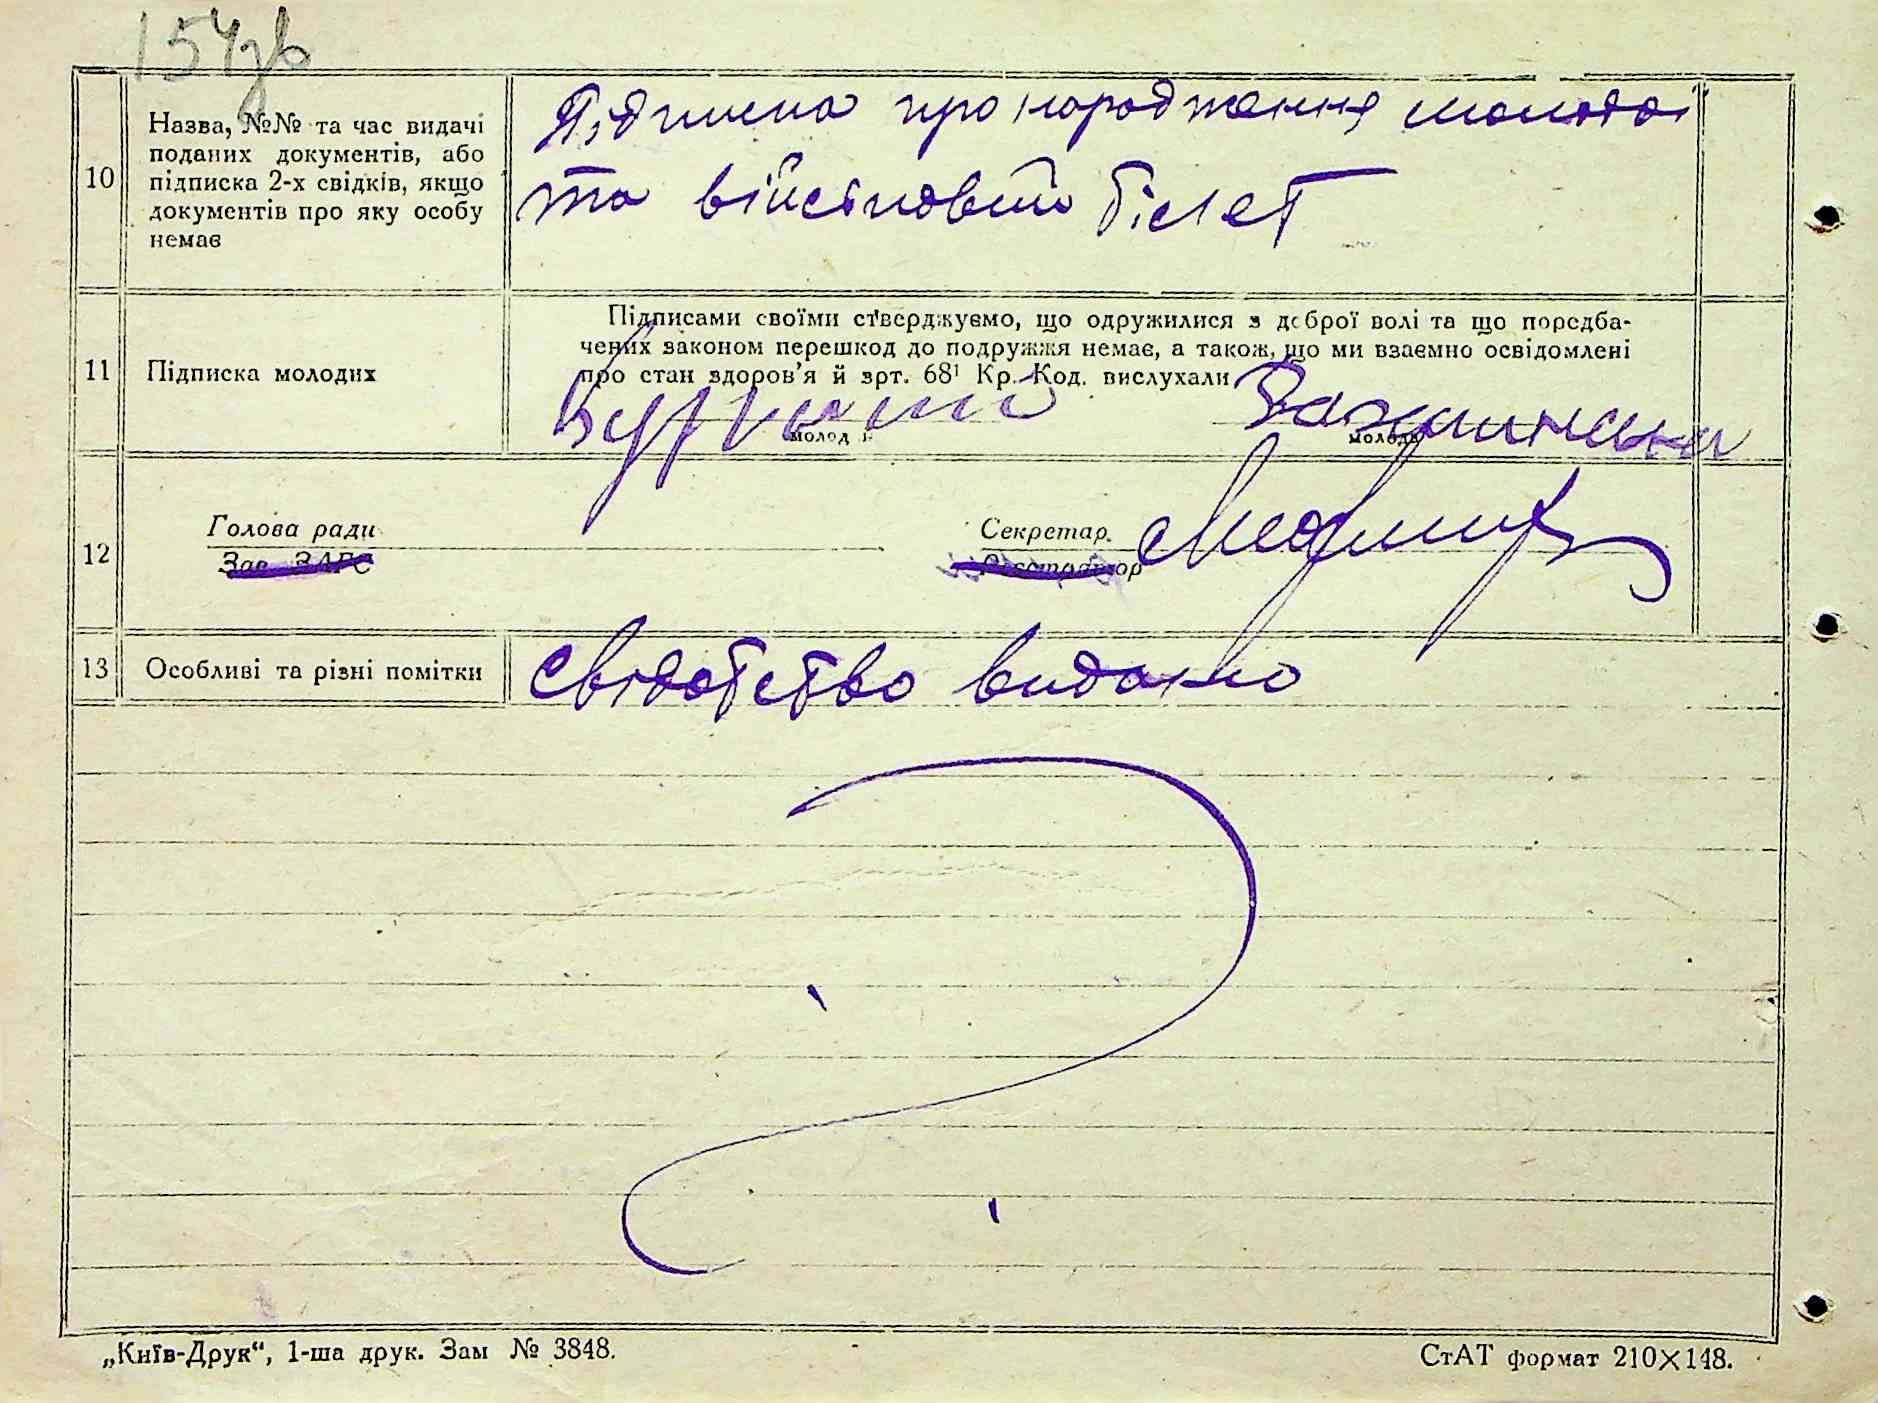 154зв
10
Назва, №№ та час видачі
поданих документів, або
підписка 2-х свідків, якщо
документів про яку особу
немає
Підписка про народження молодої
та військовий білет
11
Підписка молодих
Підписами своїми стверджуємо, що одружилися з доброї волі та що передба-
чених законом перешкод до подружжя немає, а також, що ми взаємно освідомлені
про стан здоров'я й арт. 68¹ Кр. Код. вислухали
молод
молода
12
Голова ради
Зав. ЗАГС
Секретар
Реєстратор
13
Особливі та різні помітки
Свідотство видано
„Київ-Друк“, 1-ша друк. Зам № 3848.
СтАТ формат 210×148.